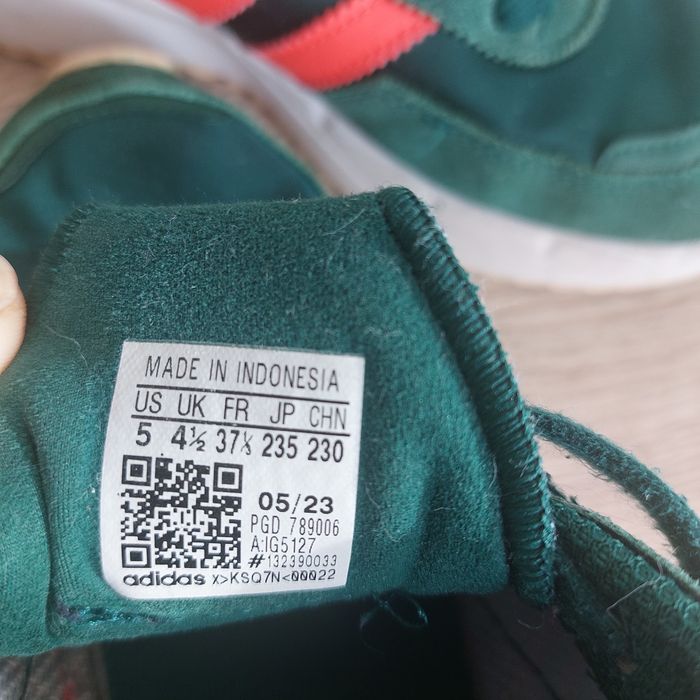 MADE IN INDONESIA
US UK FR JP CHN
5 4½ 37⅓ 235 230
05/23
PGD 789006
A:IG5127
#132390033
adidas X>KSQ7N<00022